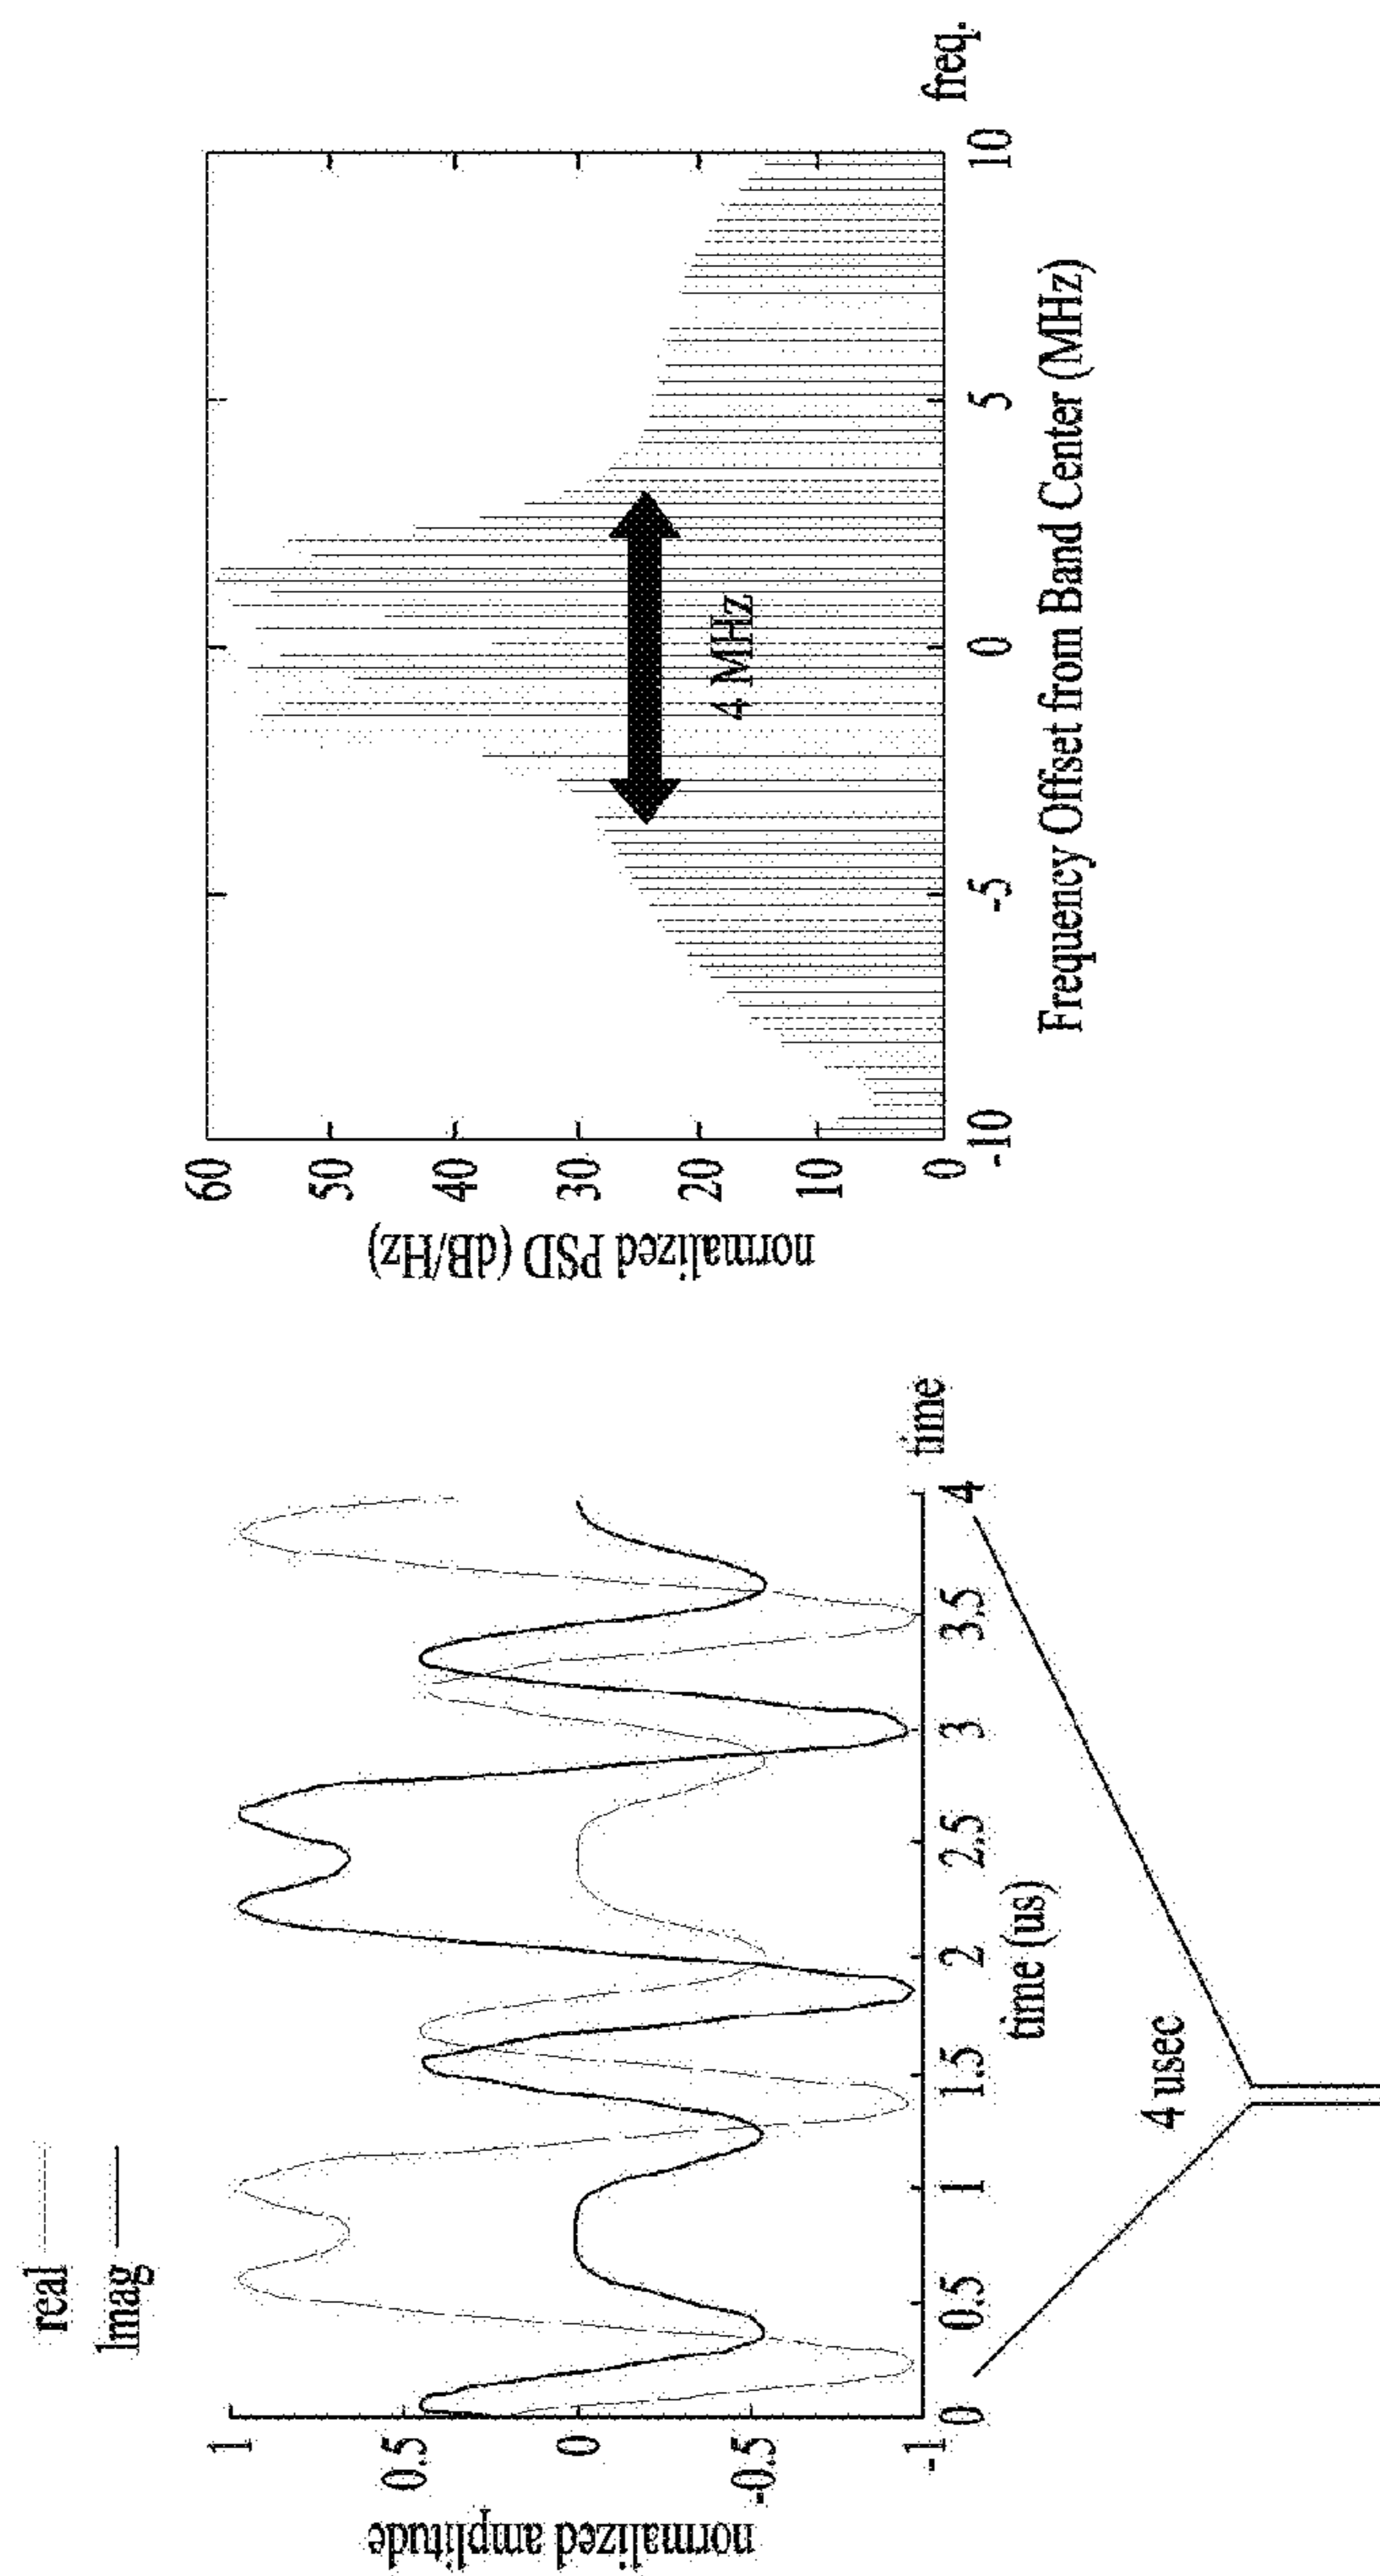 real
Imag
normalized amplitude
1
0.5
0
-0.5
-1
0 0.5 1 1.5 2 2.5 3 3.5 4
time
time (us)
4 usec
normalized PSD (dB/Hz)
60
50
40
30
20
10
0
4 MHz
-10 -5 0 5 10
freq.
Frequency Offset from Band Center (MHz)